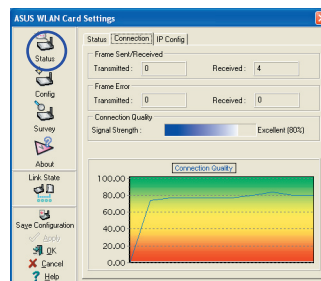 ASUS WLAN Card Settings
Status
Config
Survey
About
Link State
Save Configuration
Apply
OK
Cancel
Help
Status Connection IP Config
Frame Sent/Received
Transmitted : 0 Received : 4
Frame Error
Transmitted : 0 Received : 0
Connection Quality
Signal Strength : Excellent (80%)
Connection Quality
100.00
80.00
60.00
40.00
20.00
0.00